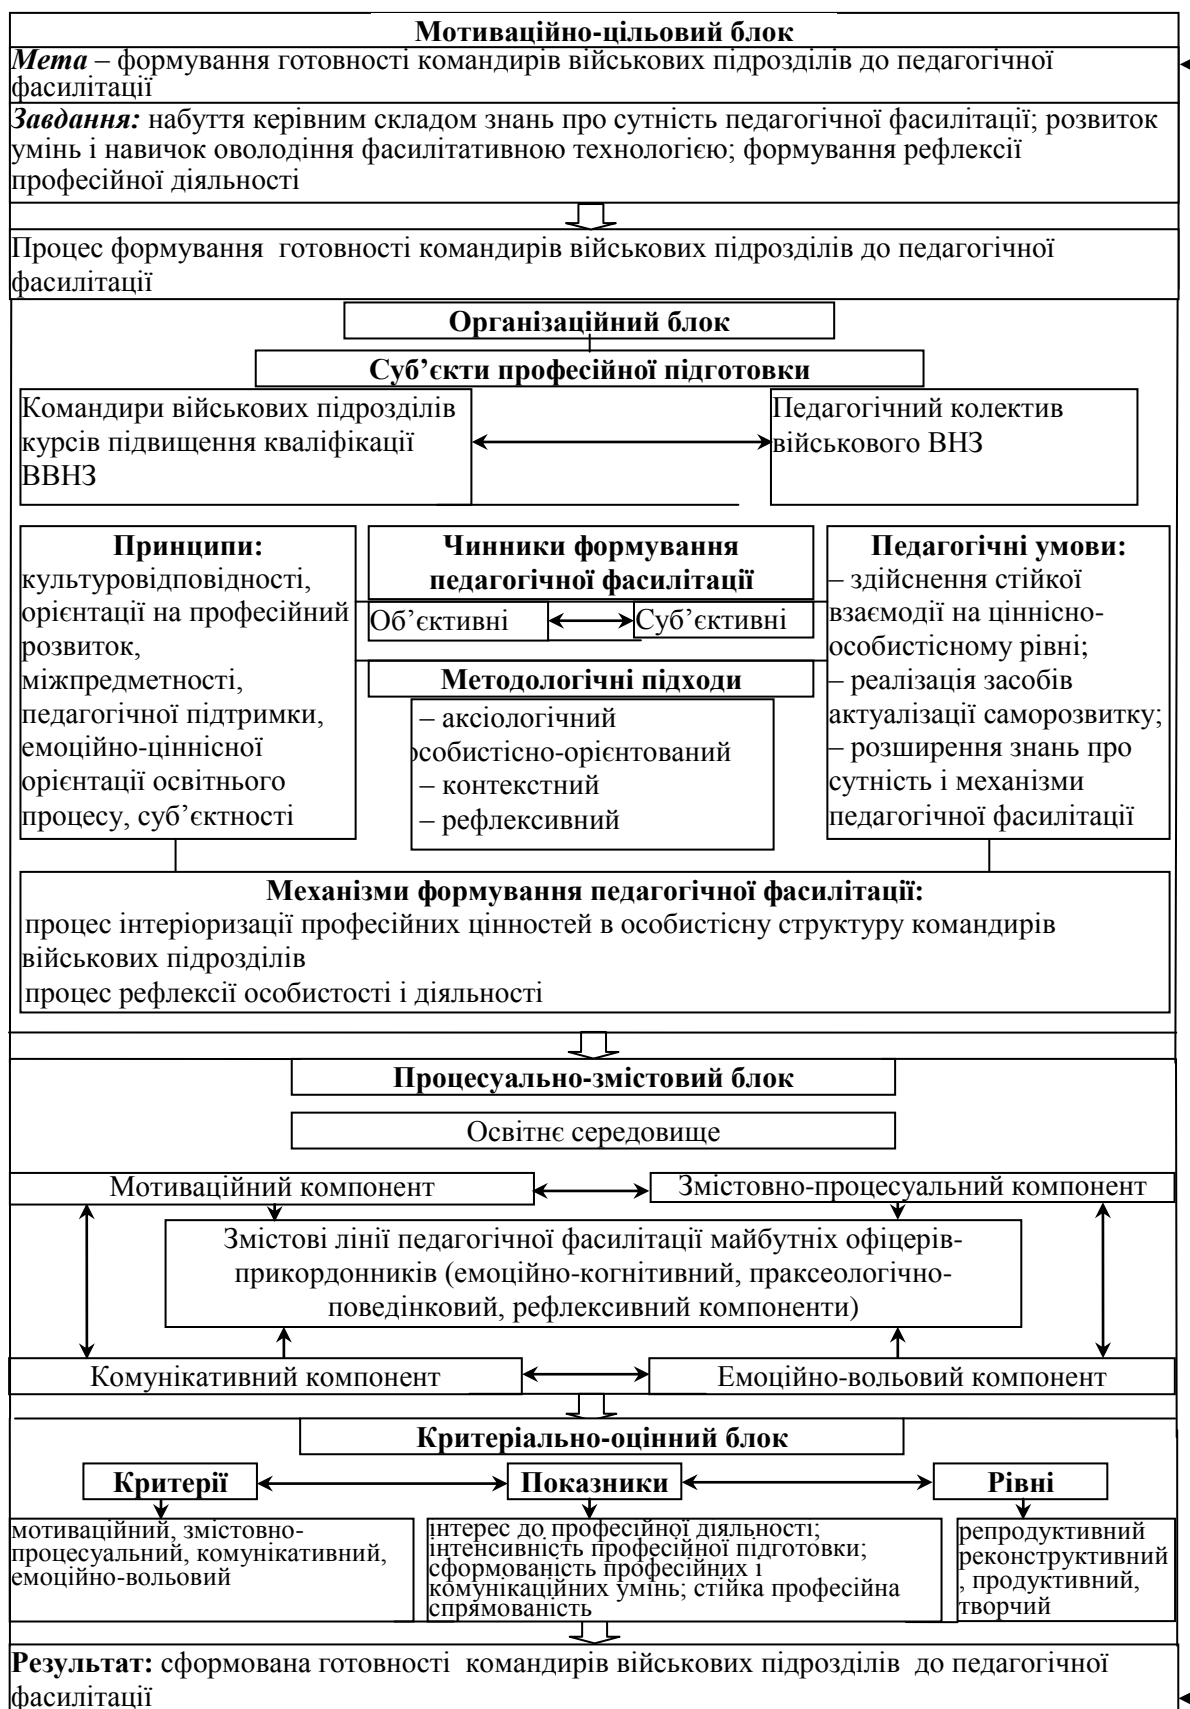 Мотиваційно-цільовий блок
Мета – формування готовності командирів військових підрозділів до педагогічної
фасилітації
Завдання: набуття керівним складом знань про сутність педагогічної фасилітації; розвиток
умінь і навичок оволодіння фасилітативною технологією; формування рефлексії
професійної діяльності
Процес формування готовності командирів військових підрозділів до педагогічної
фасилітації
Організаційний блок
Суб’єкти професійної підготовки
Командири військових підрозділів
курсів підвищення кваліфікації
ВВНЗ
Педагогічний колектив
військового ВНЗ
Принципи:
культуровідповідності,
орієнтації на професійний
розвиток,
міжпредметності,
педагогічної підтримки,
емоційно-ціннісної
орієнтації освітнього
процесу, суб’єктності
Чинники формування
педагогічної фасилітації
Об’єктивні
Суб’єктивні
Методологічні підходи
– аксіологічний
особистісно-орієнтований
– контекстний
– рефлексивний
Педагогічні умови:
– здійснення стійкої
взаємодії на ціннісно-
особистісному рівні;
– реалізація засобів
актуалізації саморозвитку;
– розширення знань про
сутність і механізми
педагогічної фасилітації
Механізми формування педагогічної фасилітації:
процес інтеріоризації професійних цінностей в особистісну структуру командирів
військових підрозділів
процес рефлексії особистості і діяльності
Процесуально-змістовий блок
Освітнє середовище
Мотиваційний компонент
Змістовно-процесуальний компонент
Змістові лінії педагогічної фасилітації майбутніх офіцерів-
прикордонників (емоційно-когнітивний, праксеологічно-
поведінковий, рефлексивний компоненти)
Комунікативний компонент
Емоційно-вольовий компонент
Критеріально-оцінний блок
Критерії
Показники
Рівні
мотиваційний, змістовно-
процесуальний, комунікативний,
емоційно-вольовий
інтерес до професійної діяльності;
інтенсивність професійної підготовки;
сформованість професійних і
комунікаційних умінь; стійка професійна
спрямованість
репродуктивний
реконструктивний
, продуктивний,
творчий
Результат: сформована готовності командирів військових підрозділів до педагогічної
фасилітації